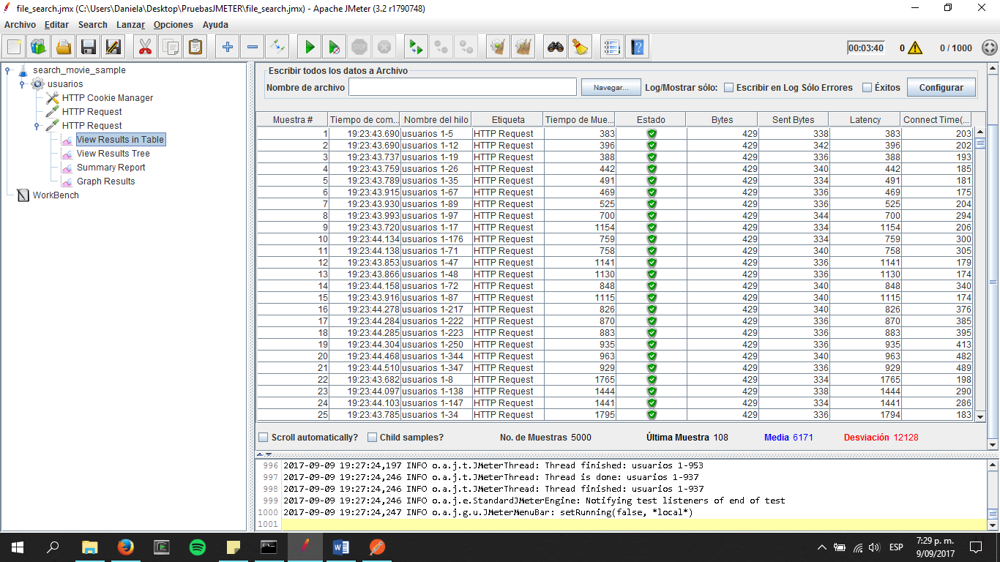 file_search.jmx (C:\Users\Daniela\Desktop\PruebasJMETER\file_search.jmx) - Apache JMeter (3.2 r1790748)
Archivo Editar Search Lanzar Opciones Ayuda
00:03:40 0 0 / 1000
search_movie_sample
usuarios
HTTP Cookie Manager
HTTP Request
HTTP Request
View Results in Table
View Results Tree
Summary Report
Graph Results
WorkBench
Escribir todos los datos a Archivo
Nombre de archivo Navegar... Log/Mostrar sólo: Escribir en Log Sólo Errores Éxitos Configurar
Muestra # Tiempo de com... Nombre del hilo Etiqueta Tiempo de Mue... Estado Bytes Sent Bytes Latency Connect Time(...
1 19:23:43.690 usuarios 1-5 HTTP Request 383 429 338 383 203
2 19:23:43.690 usuarios 1-12 HTTP Request 396 429 342 396 202
3 19:23:43.737 usuarios 1-19 HTTP Request 388 429 336 388 193
4 19:23:43.759 usuarios 1-26 HTTP Request 442 429 340 442 185
5 19:23:43.789 usuarios 1-35 HTTP Request 491 429 334 491 181
6 19:23:43.915 usuarios 1-67 HTTP Request 469 429 336 469 175
7 19:23:43.930 usuarios 1-89 HTTP Request 525 429 336 525 204
8 19:23:43.993 usuarios 1-97 HTTP Request 700 429 344 700 294
9 19:23:43.720 usuarios 1-17 HTTP Request 1154 429 334 1154 206
10 19:23:44.134 usuarios 1-176 HTTP Request 759 429 334 759 300
11 19:23:44.138 usuarios 1-71 HTTP Request 758 429 340 758 305
12 19:23:43.853 usuarios 1-47 HTTP Request 1141 429 336 1141 179
13 19:23:43.866 usuarios 1-48 HTTP Request 1130 429 336 1130 174
14 19:23:44.158 usuarios 1-72 HTTP Request 848 429 340 848 340
15 19:23:43.916 usuarios 1-87 HTTP Request 1115 429 340 1115 174
16 19:23:44.278 usuarios 1-217 HTTP Request 826 429 340 826 376
17 19:23:44.284 usuarios 1-222 HTTP Request 870 429 336 870 385
18 19:23:44.285 usuarios 1-223 HTTP Request 883 429 336 883 395
19 19:23:44.304 usuarios 1-250 HTTP Request 935 429 336 935 413
20 19:23:44.468 usuarios 1-344 HTTP Request 963 429 340 963 482
21 19:23:44.510 usuarios 1-347 HTTP Request 929 429 336 929 489
22 19:23:43.682 usuarios 1-8 HTTP Request 1765 429 334 1765 198
23 19:23:44.097 usuarios 1-138 HTTP Request 1444 429 338 1444 290
24 19:23:44.103 usuarios 1-147 HTTP Request 1441 429 334 1441 286
25 19:23:43.785 usuarios 1-34 HTTP Request 1795 429 336 1794 183
Scroll automatically? Child samples? No. de Muestras 5000 Última Muestra 108 Media 6171 Desviación 12128
996 2017-09-09 19:27:24,197 INFO o.a.j.t.JMeterThread: Thread finished: usuarios 1-953
997 2017-09-09 19:27:24,246 INFO o.a.j.t.JMeterThread: Thread is done: usuarios 1-937
998 2017-09-09 19:27:24,246 INFO o.a.j.t.JMeterThread: Thread finished: usuarios 1-937
999 2017-09-09 19:27:24,246 INFO o.a.j.e.StandardJMeterEngine: Notifying test listeners of end of test
1000 2017-09-09 19:27:24,247 INFO o.a.j.g.u.JMeterMenuBar: setRunning(false, *local*)
1001
ESP 7:29 p. m.
9/09/2017